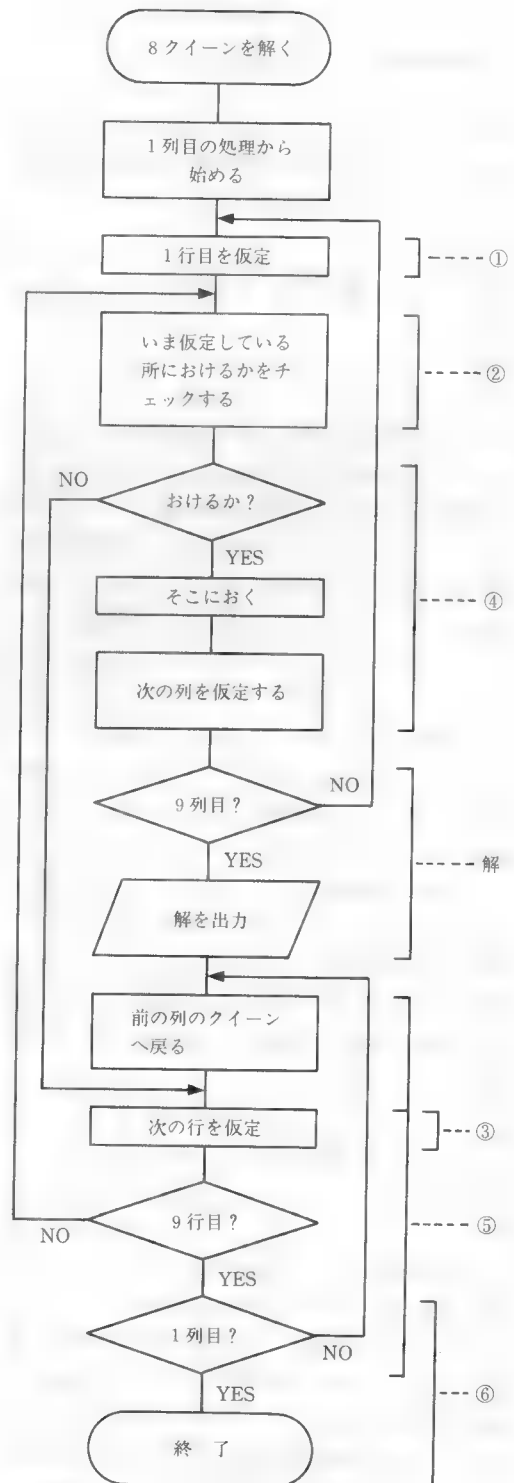 8クイーンを解く
1列目の処理から
始める
1行目を仮定
①
いま仮定している
所におけるかをチ
ェックする
②
NO
おけるか？
YES
そこにおく
④
次の列を仮定する
NO
9列目？
YES
解
解を出力
前の列のクイーン
へ戻る
次の行を仮定
③
9行目？
⑤
NO
YES
1列目？
NO
⑥
YES
終 了